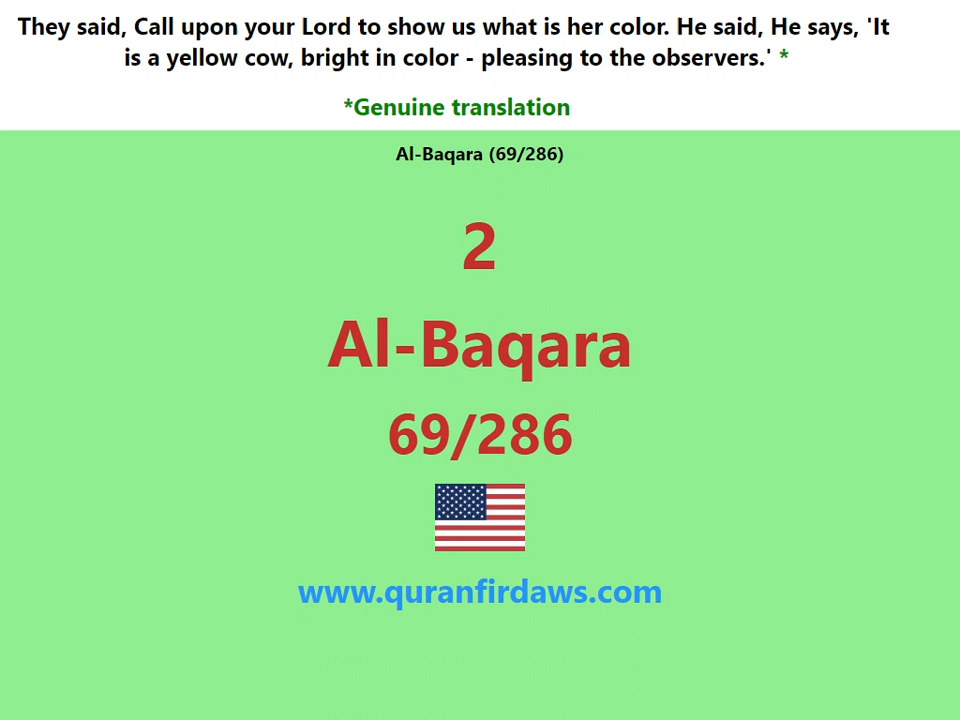 They said, Call upon your Lord to show us what is her color. He said, He says, 'It
is a yellow cow, bright in color - pleasing to the observers.' *
*Genuine translation
Al-Baqara (69/286)
2
Al-Baqara
69/286
www.quranfirdaws.com